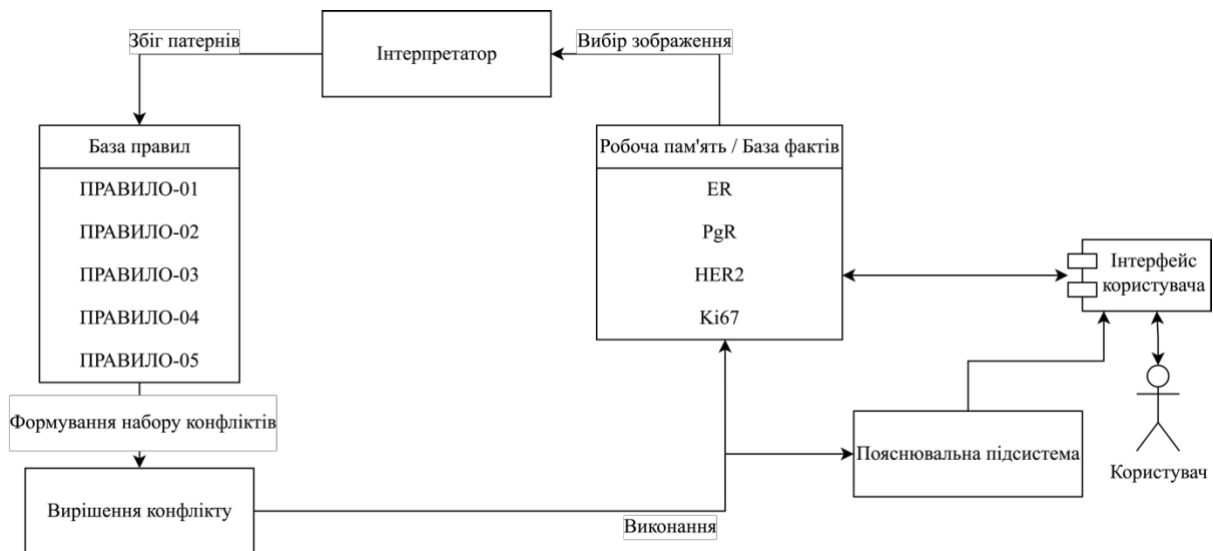 Збіг патернів
Інтерпретатор
Вибір зображення
База правил
ПРАВИЛО-01
ПРАВИЛО-02
ПРАВИЛО-03
ПРАВИЛО-04
ПРАВИЛО-05
Робоча пам'ять / База фактів
ER
PgR
HER2
Ki67
Інтерфейс
користувача
Формування набору конфліктів
Пояснювальна підсистема
Користувач
Вирішення конфлікту
Виконання